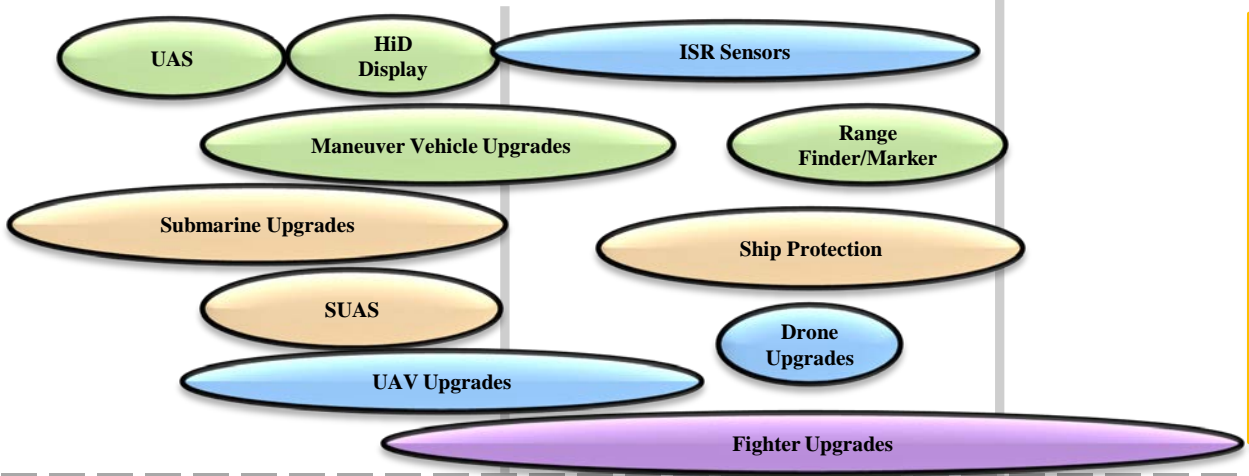 UAS
HiD
Display
ISR Sensors
Maneuver Vehicle Upgrades
Range
Finder/Marker
Submarine Upgrades
Ship Protection
SUAS
Drone
Upgrades
UAV Upgrades
Fighter Upgrades